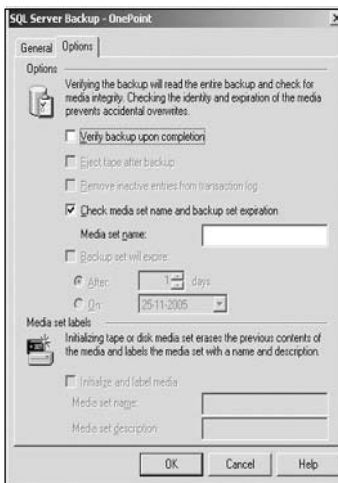 SQL Server Backup - OnePoint
General Options
Options
Verifying the backup will read the entire backup and check for
media integrity. Checking the identity and expiration of the media
prevents accidental overwrites.
Verify backup upon completion
Eject tape after backup
Remove inactive entries from transaction log
Check media set name and backup set expiration
Media set name:
Backup set will expire:
After: 1 days
On: 25-11-2005
Media set labels
Initializing tape or disk media set erases the previous contents of
the media and labels the media set with a name and description.
Initialize and label media
Media set name:
Media set description:
OK Cancel Help